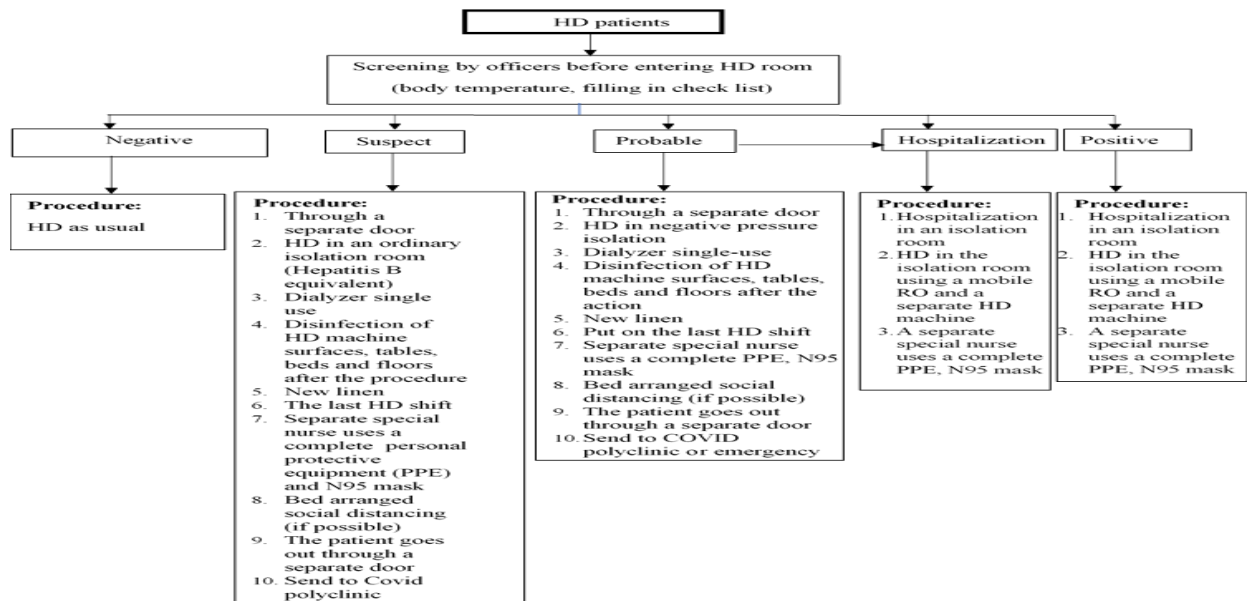 HD patients
Screening by officers before entering HD room
(body temperature, filling in check list)
Negative
Suspect
Probable
Hospitalization
Positive
Procedure:
HD as usual
Procedure:
1. Through a
separate door
2. HD in an ordinary
isolation room
(Hepatitis B
equivalent)
3. Dialyzer single
use
4. Disinfection of
HD machine
surfaces, tables,
beds and floors
after the procedure
5. New linen
6. The last HD shift
7. Separate special
nurse uses a
complete personal
protective
equipment (PPE)
and N95 mask
8. Bed arranged
social distancing
(if possible)
9. The patient goes
out through a
separate door
10. Send to Covid
polyclinic
Procedure:
1. Through a separate door
2. HD in negative pressure
isolation
3. Dialyzer single-use
4. Disinfection of HD
machine surfaces, tables,
beds and floors after the
action
5. New linen
6. Put on the last HD shift
7. Separate special nurse
uses a complete PPE, N95
mask
8. Bed arranged social
distancing (if possible)
9. The patient goes out
through a separate door
10. Send to COVID
polyclinic or emergency
Procedure:
1. Hospitalization
in an isolation
room
2. HD in the
isolation room
using a mobile
RO and a
separate HD
machine
3. A separate
special nurse
uses a complete
PPE, N95 mask
Procedure:
1. Hospitalization
in an isolation
room
2. HD in the
isolation room
using a mobile
RO and a
separate HD
machine
3. A separate
special nurse
uses a complete
PPE, N95 mask